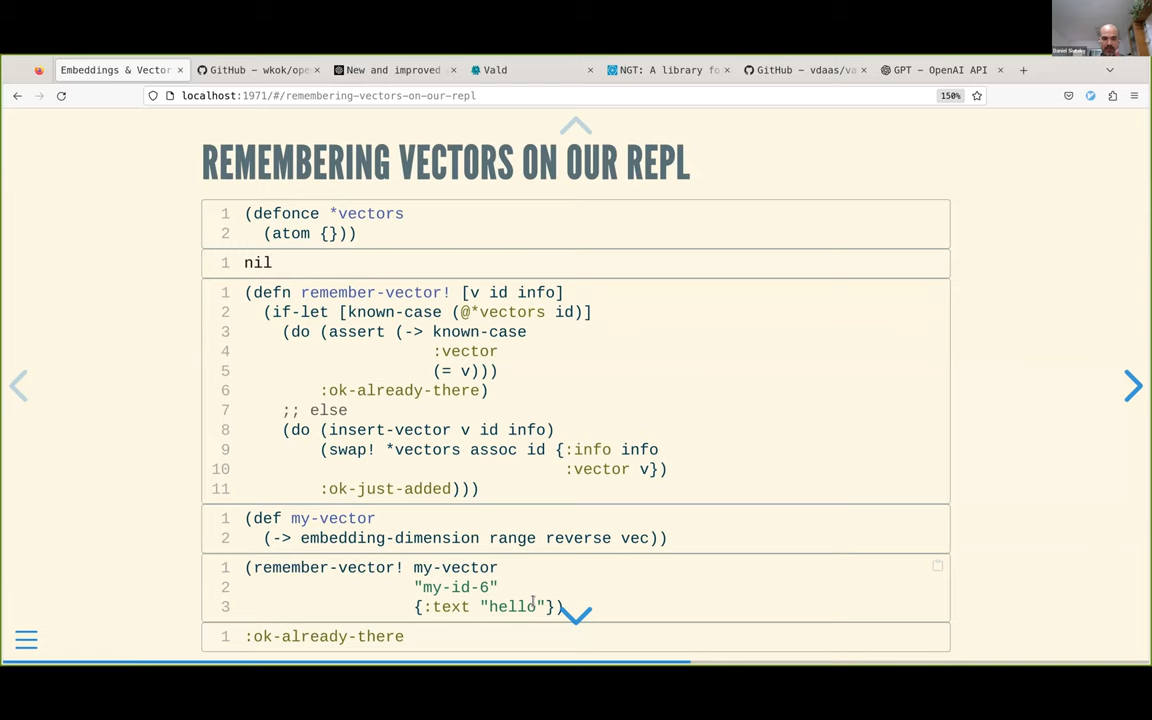 Daniel Slutsky
Embeddings & Vector
GitHub – wkok/ope
New and improved
Vald
NGT: A library fo
GitHub – vdaas/va
GPT - OpenAI API
localhost:1971/#/remembering-vectors-on-our-repl
150%
REMEMBERING VECTORS ON OUR REPL
1 (defonce *vectors
2 (atom {}))
1 nil
1 (defn remember-vector! [v id info]
2 (if-let [known-case (@*vectors id)]
3 (do (assert (-> known-case
4 :vector
5 (= v)))
6 :ok-already-there)
7 ;; else
8 (do (insert-vector v id info)
9 (swap! *vectors assoc id {:info info
10 :vector v})
11 :ok-just-added)))
1 (def my-vector
2 (-> embedding-dimension range reverse vec))
1 (remember-vector! my-vector
2 "my-id-6"
3 {:text "hello"})
1 :ok-already-there